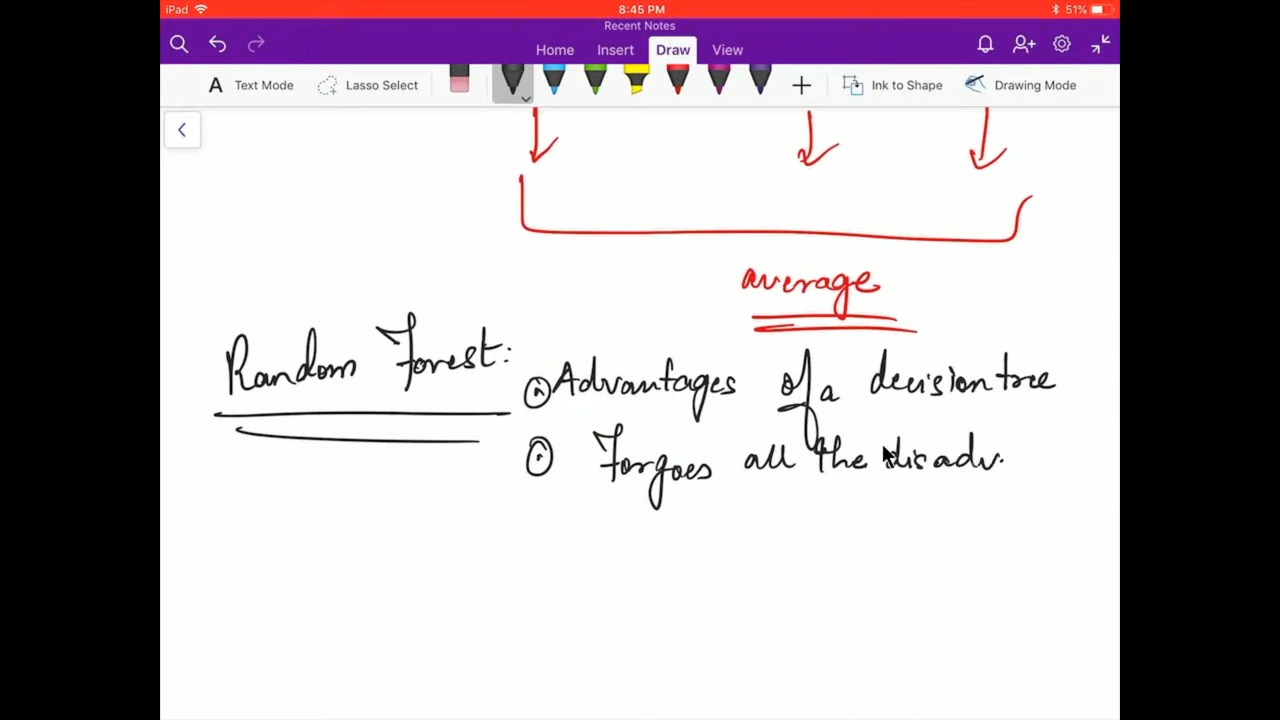 iPad 8:45 PM 51%
Recent Notes
Home Insert Draw View
A Text Mode Lasso Select Ink to Shape Drawing Mode
average
Random Forest:
Advantages of a decision tree
Forgoes all the disadv.